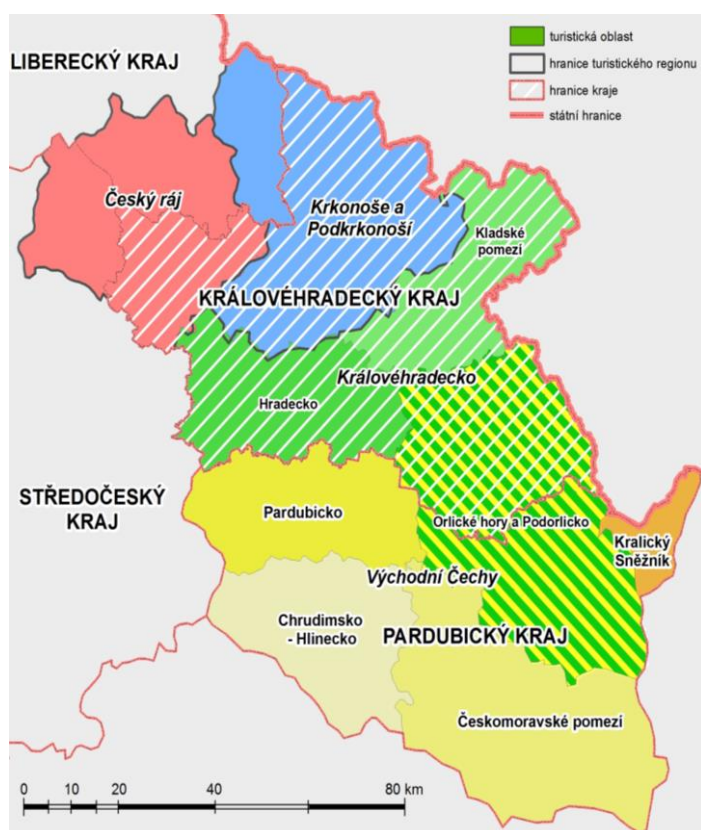 turistická oblast
hranice turistického regionu
hranice kraje
státní hranice
LIBERECKÝ KRAJ
Český ráj
Krkonoše a
Podkrkonoší
Kladské
pomezí
KRÁLOVÉHRADECKÝ KRAJ
Královéhradecko
Hradecko
STŘEDOČESKÝ
KRAJ
Pardubicko
Orlické hory a Podorlicko
Kralický
Sněžník
Východní Čechy
Chrudimsko
- Hlinecko
PARDUBICKÝ KRAJ
Českomoravské pomezí
0 10 20 40 80 km